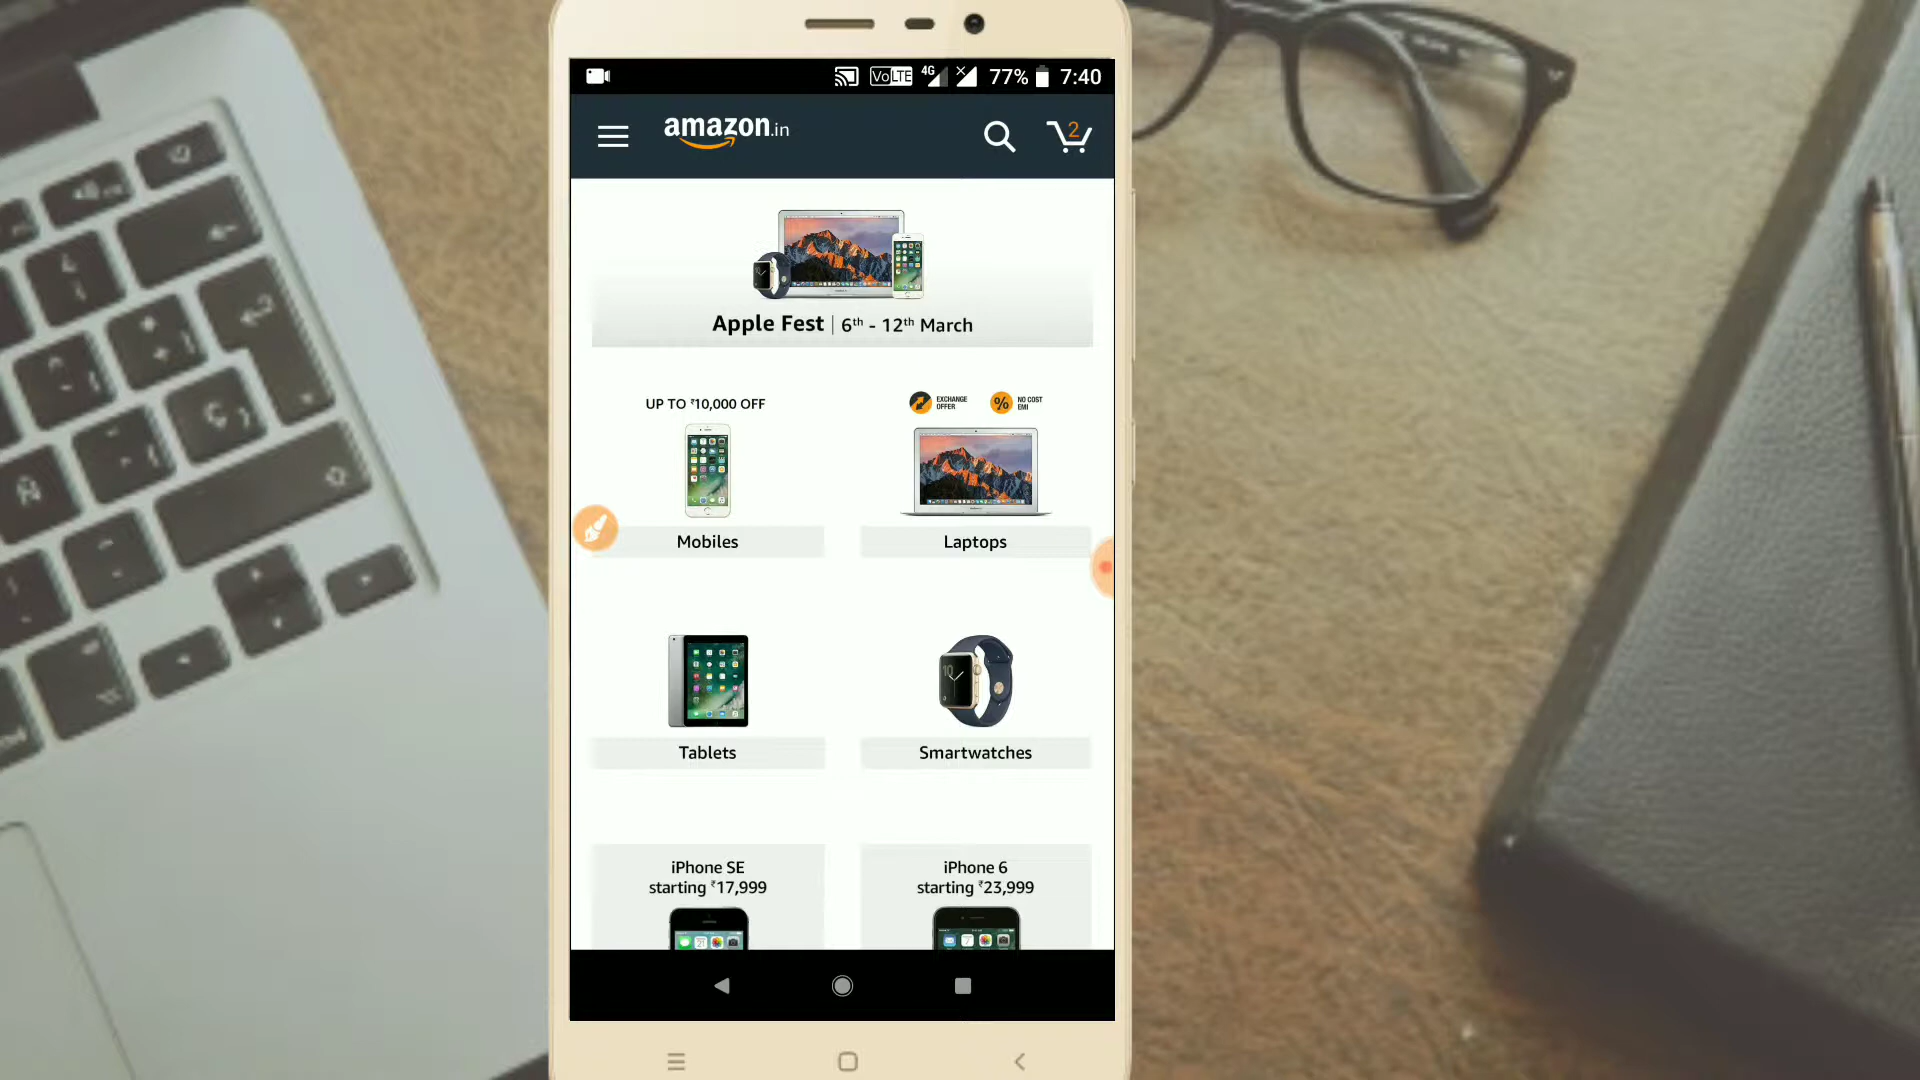 VoLTE 4G 77% 7:40
amazon.in
2
Apple Fest | 6th - 12th March
UP TO ₹10,000 OFF
EXCHANGE OFFER
NO COST EMI
Mobiles
Laptops
Tablets
Smartwatches
iPhone SE
starting ₹17,999
iPhone 6
starting ₹23,999